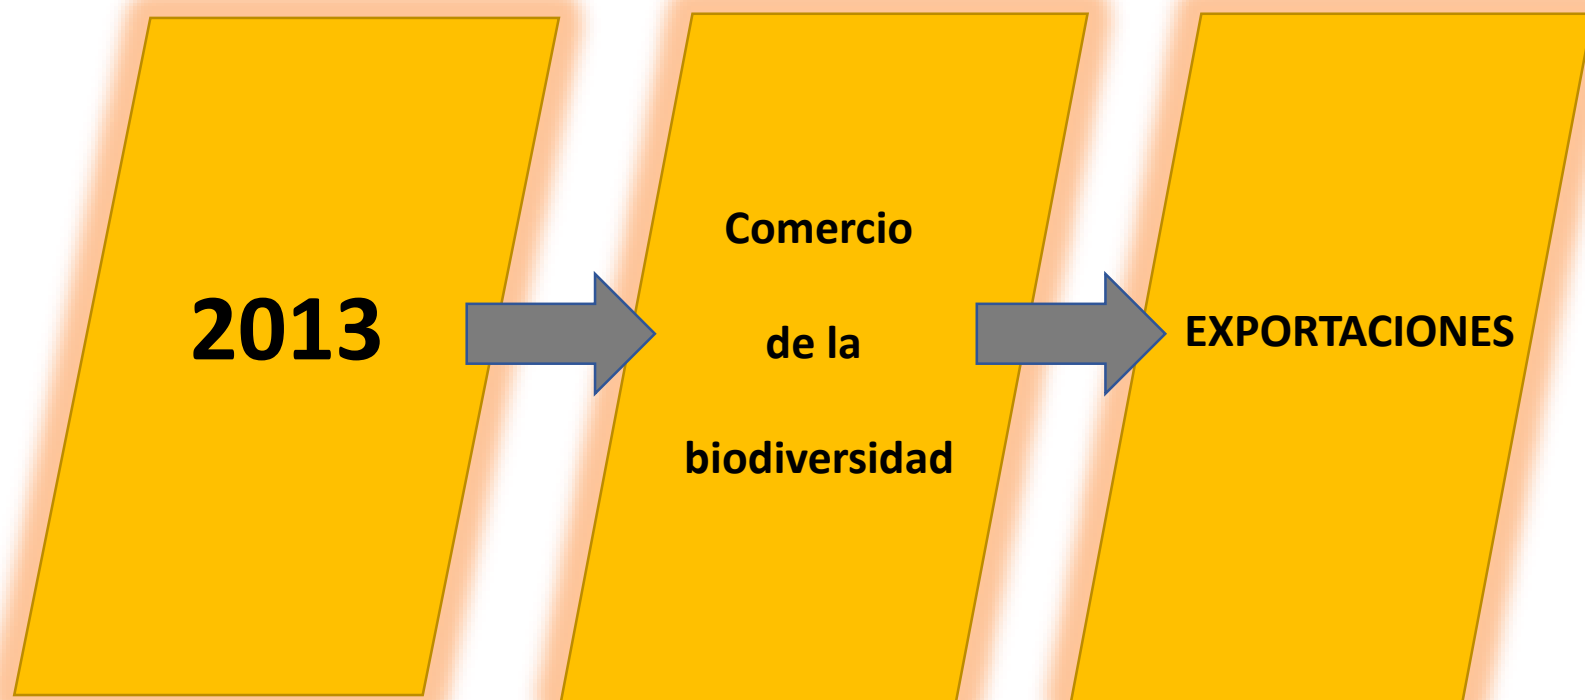 2013
Comercio
de la
biodiversidad
EXPORTACIONES